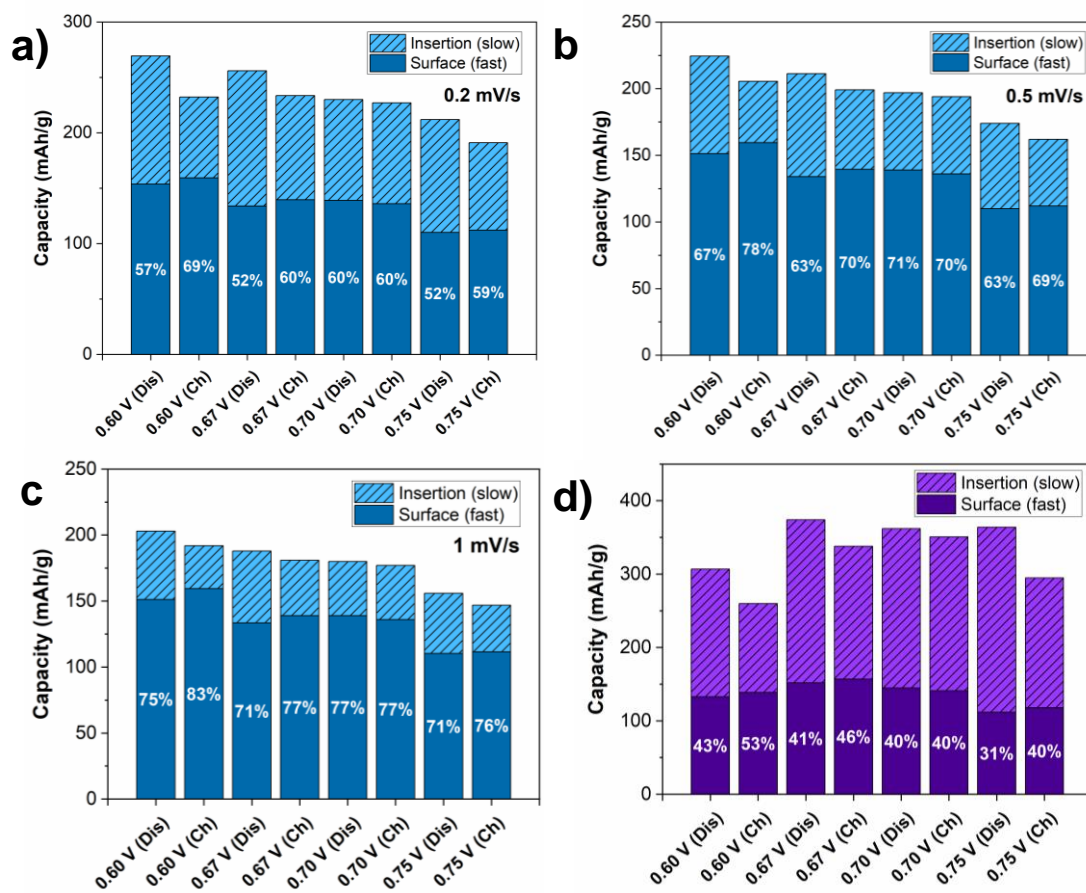 a)
300
200
100
0
Capacity (mAh/g)
Insertion (slow)
Surface (fast)
0.2 mV/s
57%
69%
52%
60%
60%
60%
52%
59%
0.60 V (Dis)
0.60 V (Ch)
0.67 V (Dis)
0.67 V (Ch)
0.70 V (Dis)
0.70 V (Ch)
0.75 V (Dis)
0.75 V (Ch)
b
250
200
150
100
50
0
Capacity (mAh/g)
Insertion (slow)
Surface (fast)
0.5 mV/s
67%
78%
63%
70%
71%
70%
63%
69%
0.60 V (Dis)
0.60 V (Ch)
0.67 V (Dis)
0.67 V (Ch)
0.70 V (Dis)
0.70 V (Ch)
0.75 V (Dis)
0.75 V (Ch)
c
250
200
150
100
50
0
Capacity (mAh/g)
Insertion (slow)
Surface (fast)
1 mV/s
75%
83%
71%
77%
77%
77%
71%
76%
0.60 V (Dis)
0.60 V (Ch)
0.67 V (Dis)
0.67 V (Ch)
0.70 V (Dis)
0.70 V (Ch)
0.75 V (Dis)
0.75 V (Ch)
d)
400
300
200
100
0
Capacity (mAh/g)
Insertion (slow)
Surface (fast)
43%
53%
41%
46%
40%
40%
31%
40%
0.60 V (Dis)
0.60 V (Ch)
0.67 V (Dis)
0.67 V (Ch)
0.70 V (Dis)
0.70 V (Ch)
0.75 V (Dis)
0.75 V (Ch)